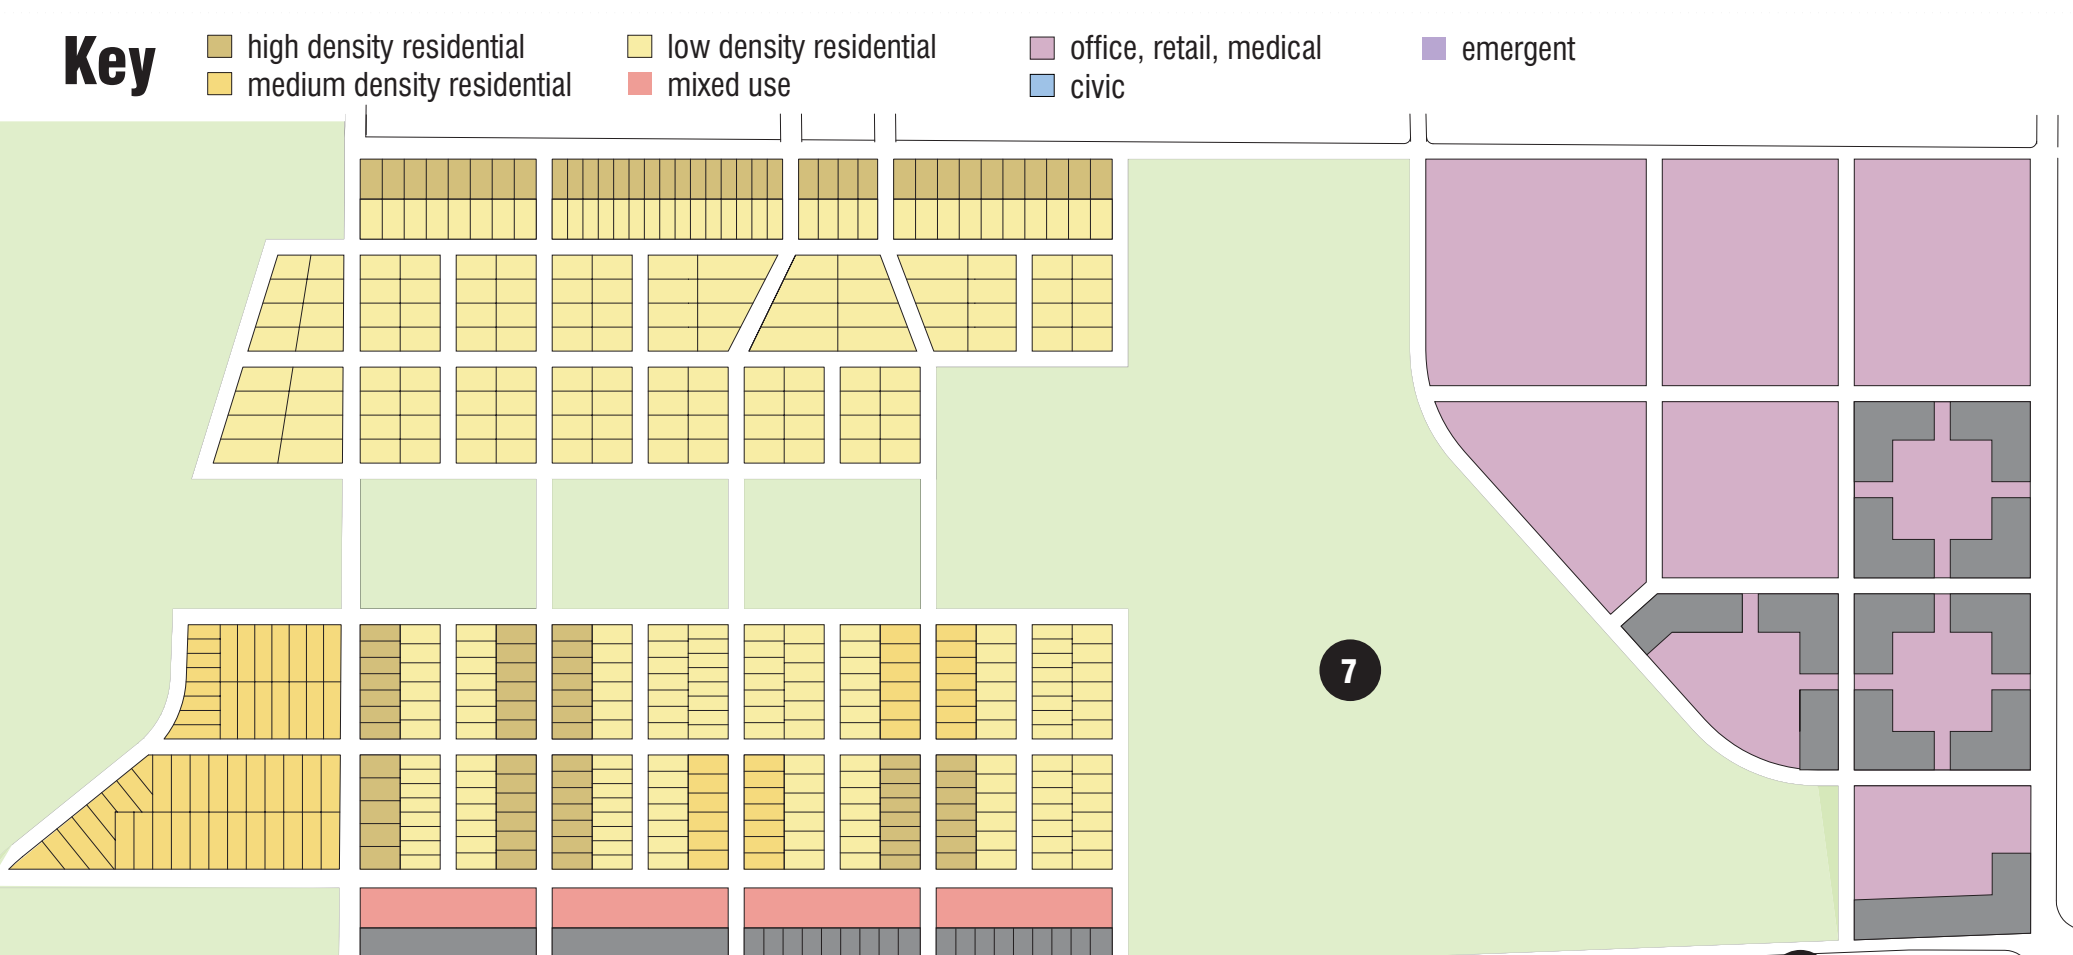 Key
high density residential
medium density residential
low density residential
mixed use
office, retail, medical
civic
emergent
7